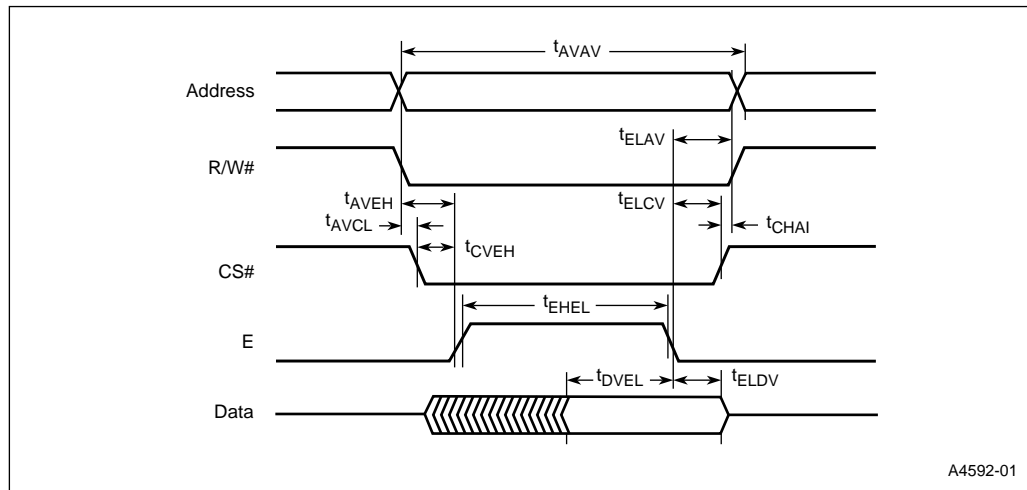 tAVAV
Address
tELAV
R/W#
tAVEH
tELCV
tAVCL
tCHAI
tCVEH
CS#
tEHEL
E
tDVEL
tELDV
Data
A4592-01